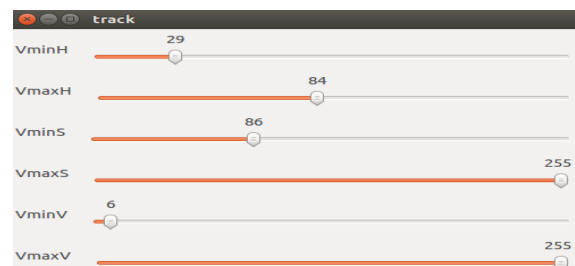 track
29
VminH
84
VmaxH
86
VminS
255
VmaxS
6
VminV
255
VmaxV